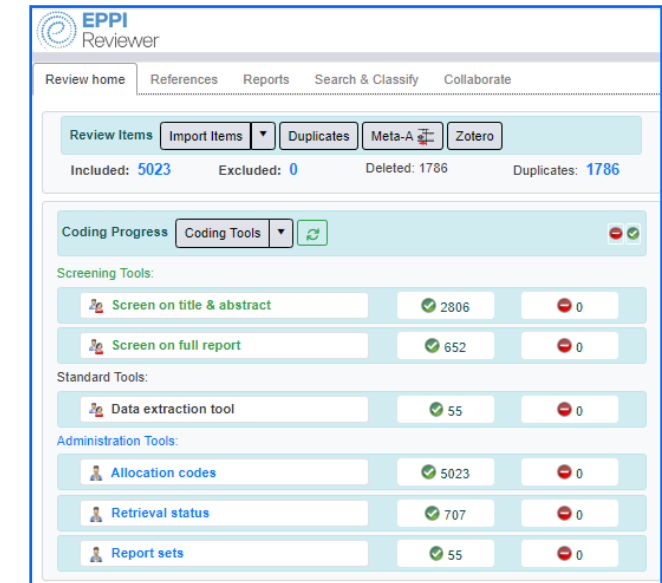 EPPI
Reviewer
Review home References Reports Search & Classify Collaborate
Review Items Import Items Duplicates Meta-A Zotero
Included: 5023 Excluded: 0 Deleted: 1786 Duplicates: 1786
Coding Progress Coding Tools
Screening Tools:
Screen on title & abstract 2806 0
Screen on full report 652 0
Standard Tools:
Data extraction tool 55 0
Administration Tools:
Allocation codes 5023 0
Retrieval status 707 0
Report sets 55 0